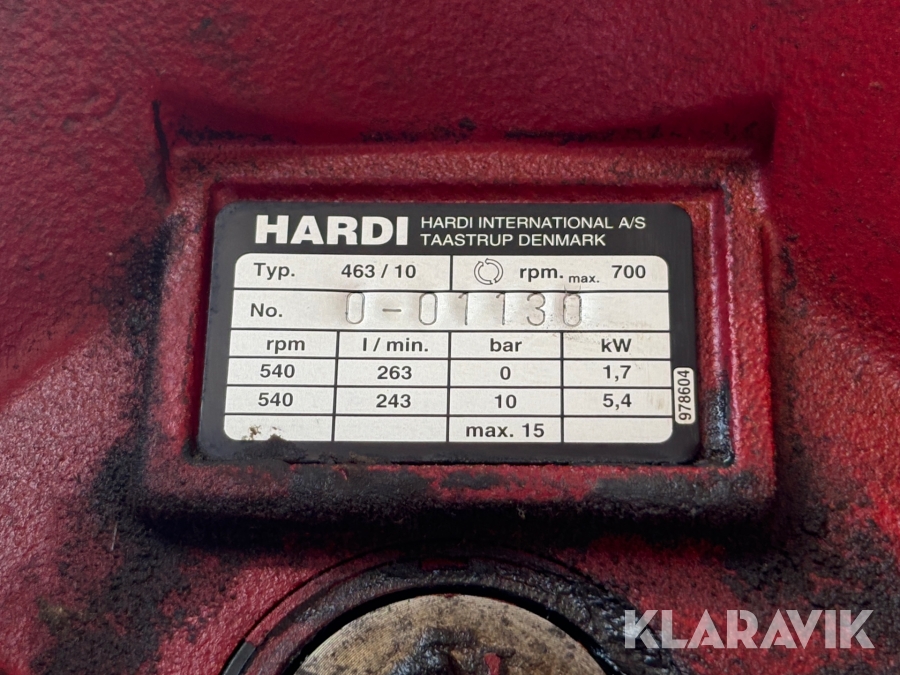 HARDI HARDI INTERNATIONAL A/S
TAASTRUP DENMARK
Typ. 463 / 10 rpm. max. 700
No. 0-01130
rpm l / min. bar kW
540 263 0 1,7
540 243 10 5,4
max. 15
978604
KLARAVIK